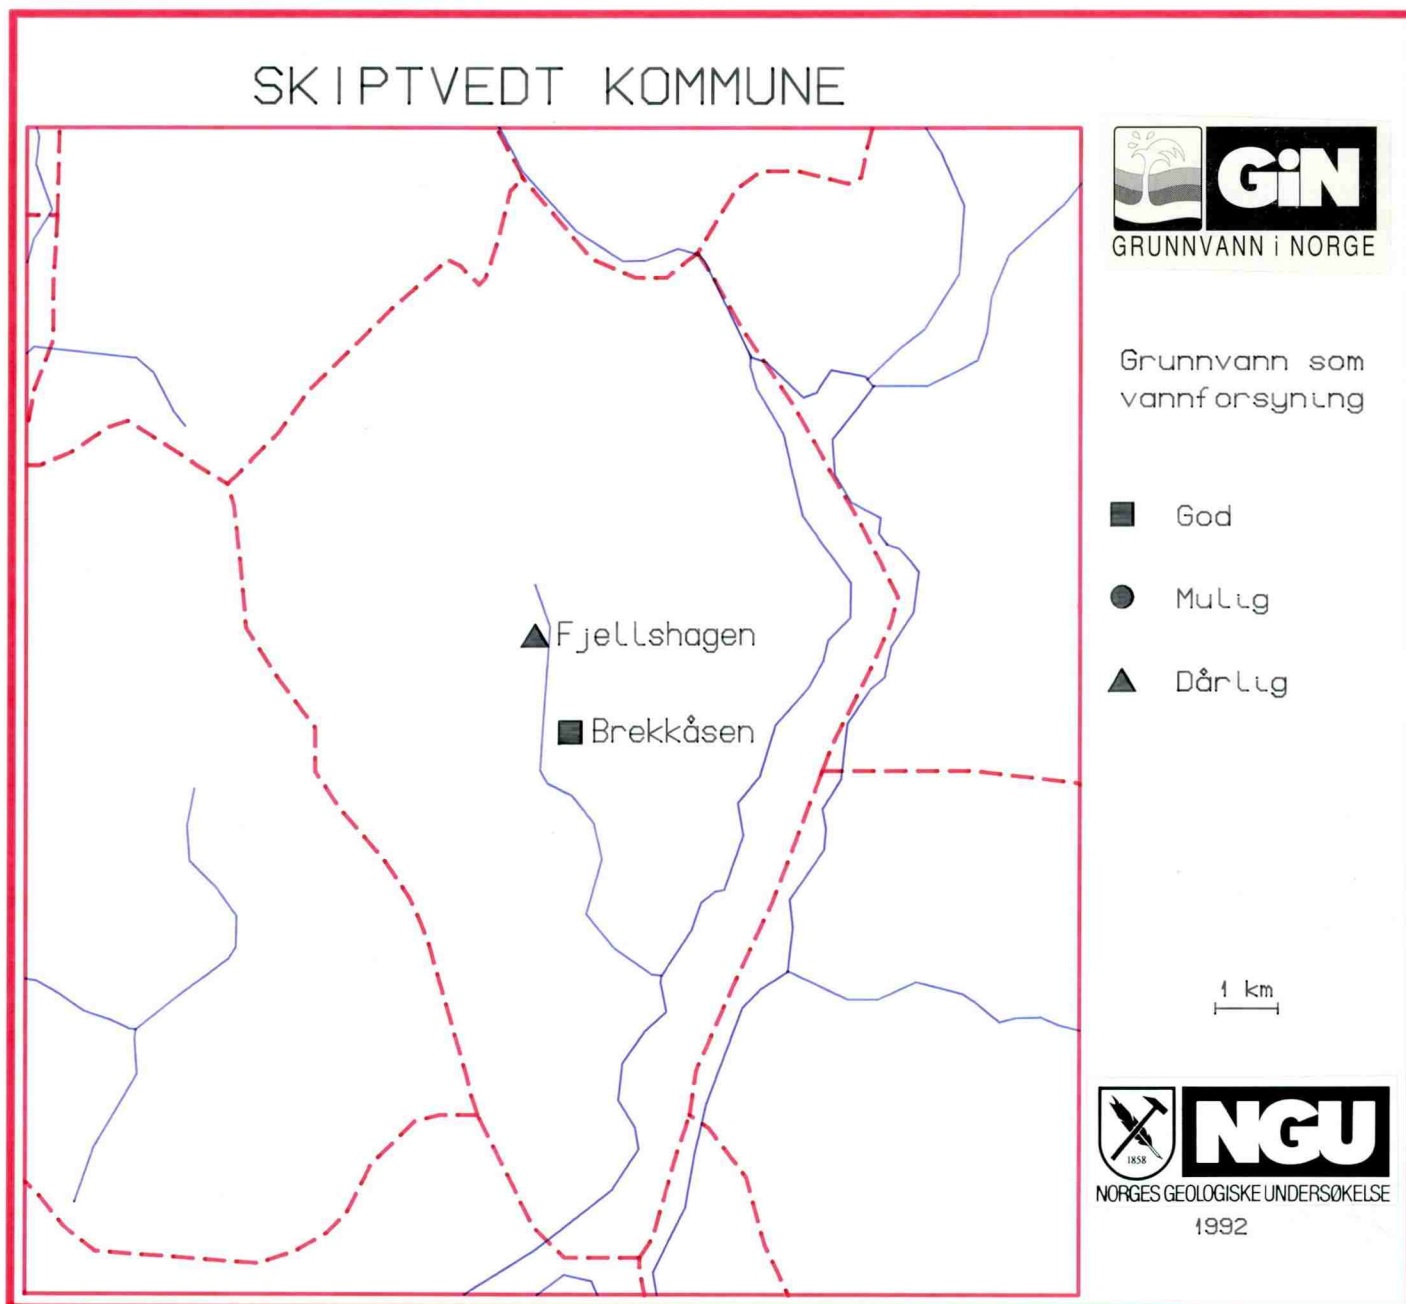 SKIPTVEDT KOMMUNE
GiN
GRUNNVANN i NORGE
Grunnvann som
vannforsyning
God
Mulig
Dårlig
Fjellshagen
Brekkåsen
1 km
1858
NGU
NORGES GEOLOGISKE UNDERSØKELSE
1992